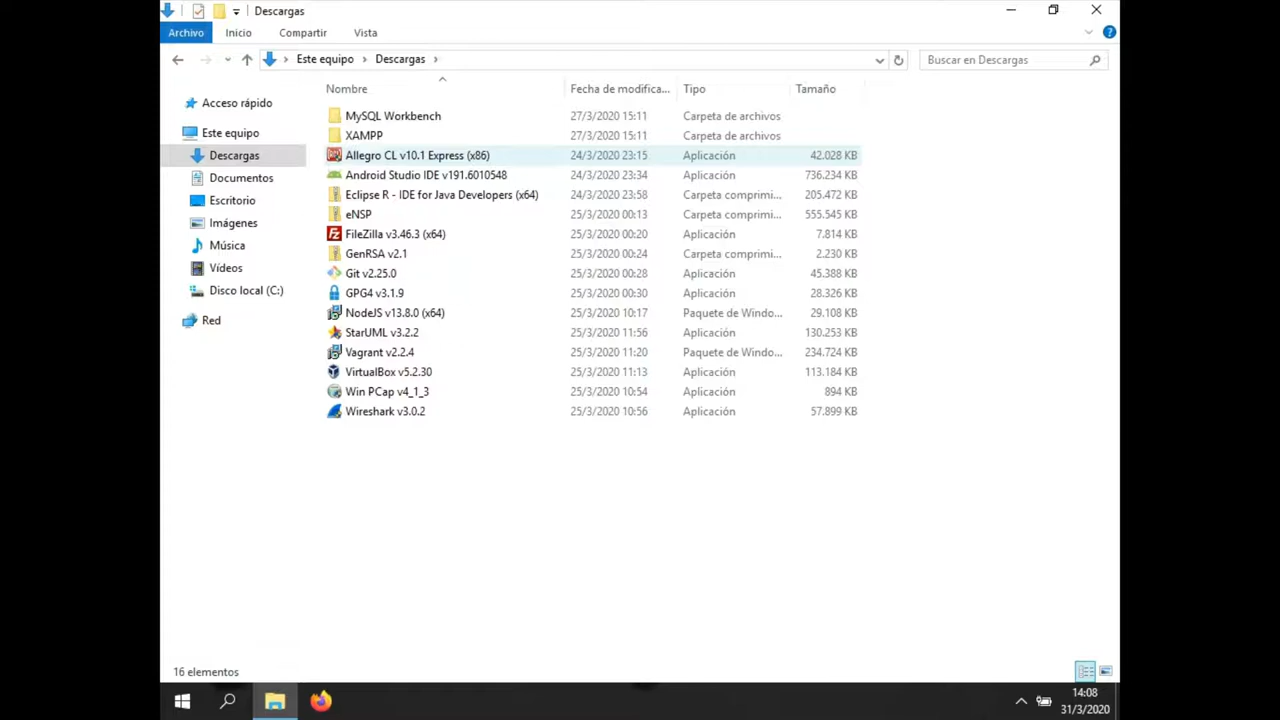 Descargas
Archivo Inicio Compartir Vista
Este equipo Descargas Buscar en Descargas
Nombre Fecha de modifica... Tipo Tamaño
Acceso rápido
Este equipo
Descargas
Documentos
Escritorio
Imágenes
Música
Vídeos
Disco local (C:)
Red
MySQL Workbench 27/3/2020 15:11 Carpeta de archivos
XAMPP 27/3/2020 15:11 Carpeta de archivos
Allegro CL v10.1 Express (x86) 24/3/2020 23:15 Aplicación 42.028 KB
Android Studio IDE v191.6010548 24/3/2020 23:34 Aplicación 736.234 KB
Eclipse R - IDE for Java Developers (x64) 24/3/2020 23:58 Carpeta comprimi... 205.472 KB
eNSP 25/3/2020 00:13 Carpeta comprimi... 555.545 KB
FileZilla v3.46.3 (x64) 25/3/2020 00:20 Aplicación 7.814 KB
GenRSA v2.1 25/3/2020 00:24 Carpeta comprimi... 2.230 KB
Git v2.25.0 25/3/2020 00:28 Aplicación 45.388 KB
GPG4 v3.1.9 25/3/2020 00:30 Aplicación 28.326 KB
NodeJS v13.8.0 (x64) 25/3/2020 10:17 Paquete de Windo... 29.108 KB
StarUML v3.2.2 25/3/2020 11:56 Aplicación 130.253 KB
Vagrant v2.2.4 25/3/2020 11:20 Paquete de Windo... 234.724 KB
VirtualBox v5.2.30 25/3/2020 11:13 Aplicación 113.184 KB
Win PCap v4_1_3 25/3/2020 10:54 Aplicación 894 KB
Wireshark v3.0.2 25/3/2020 10:56 Aplicación 57.899 KB
16 elementos
14:08
31/3/2020